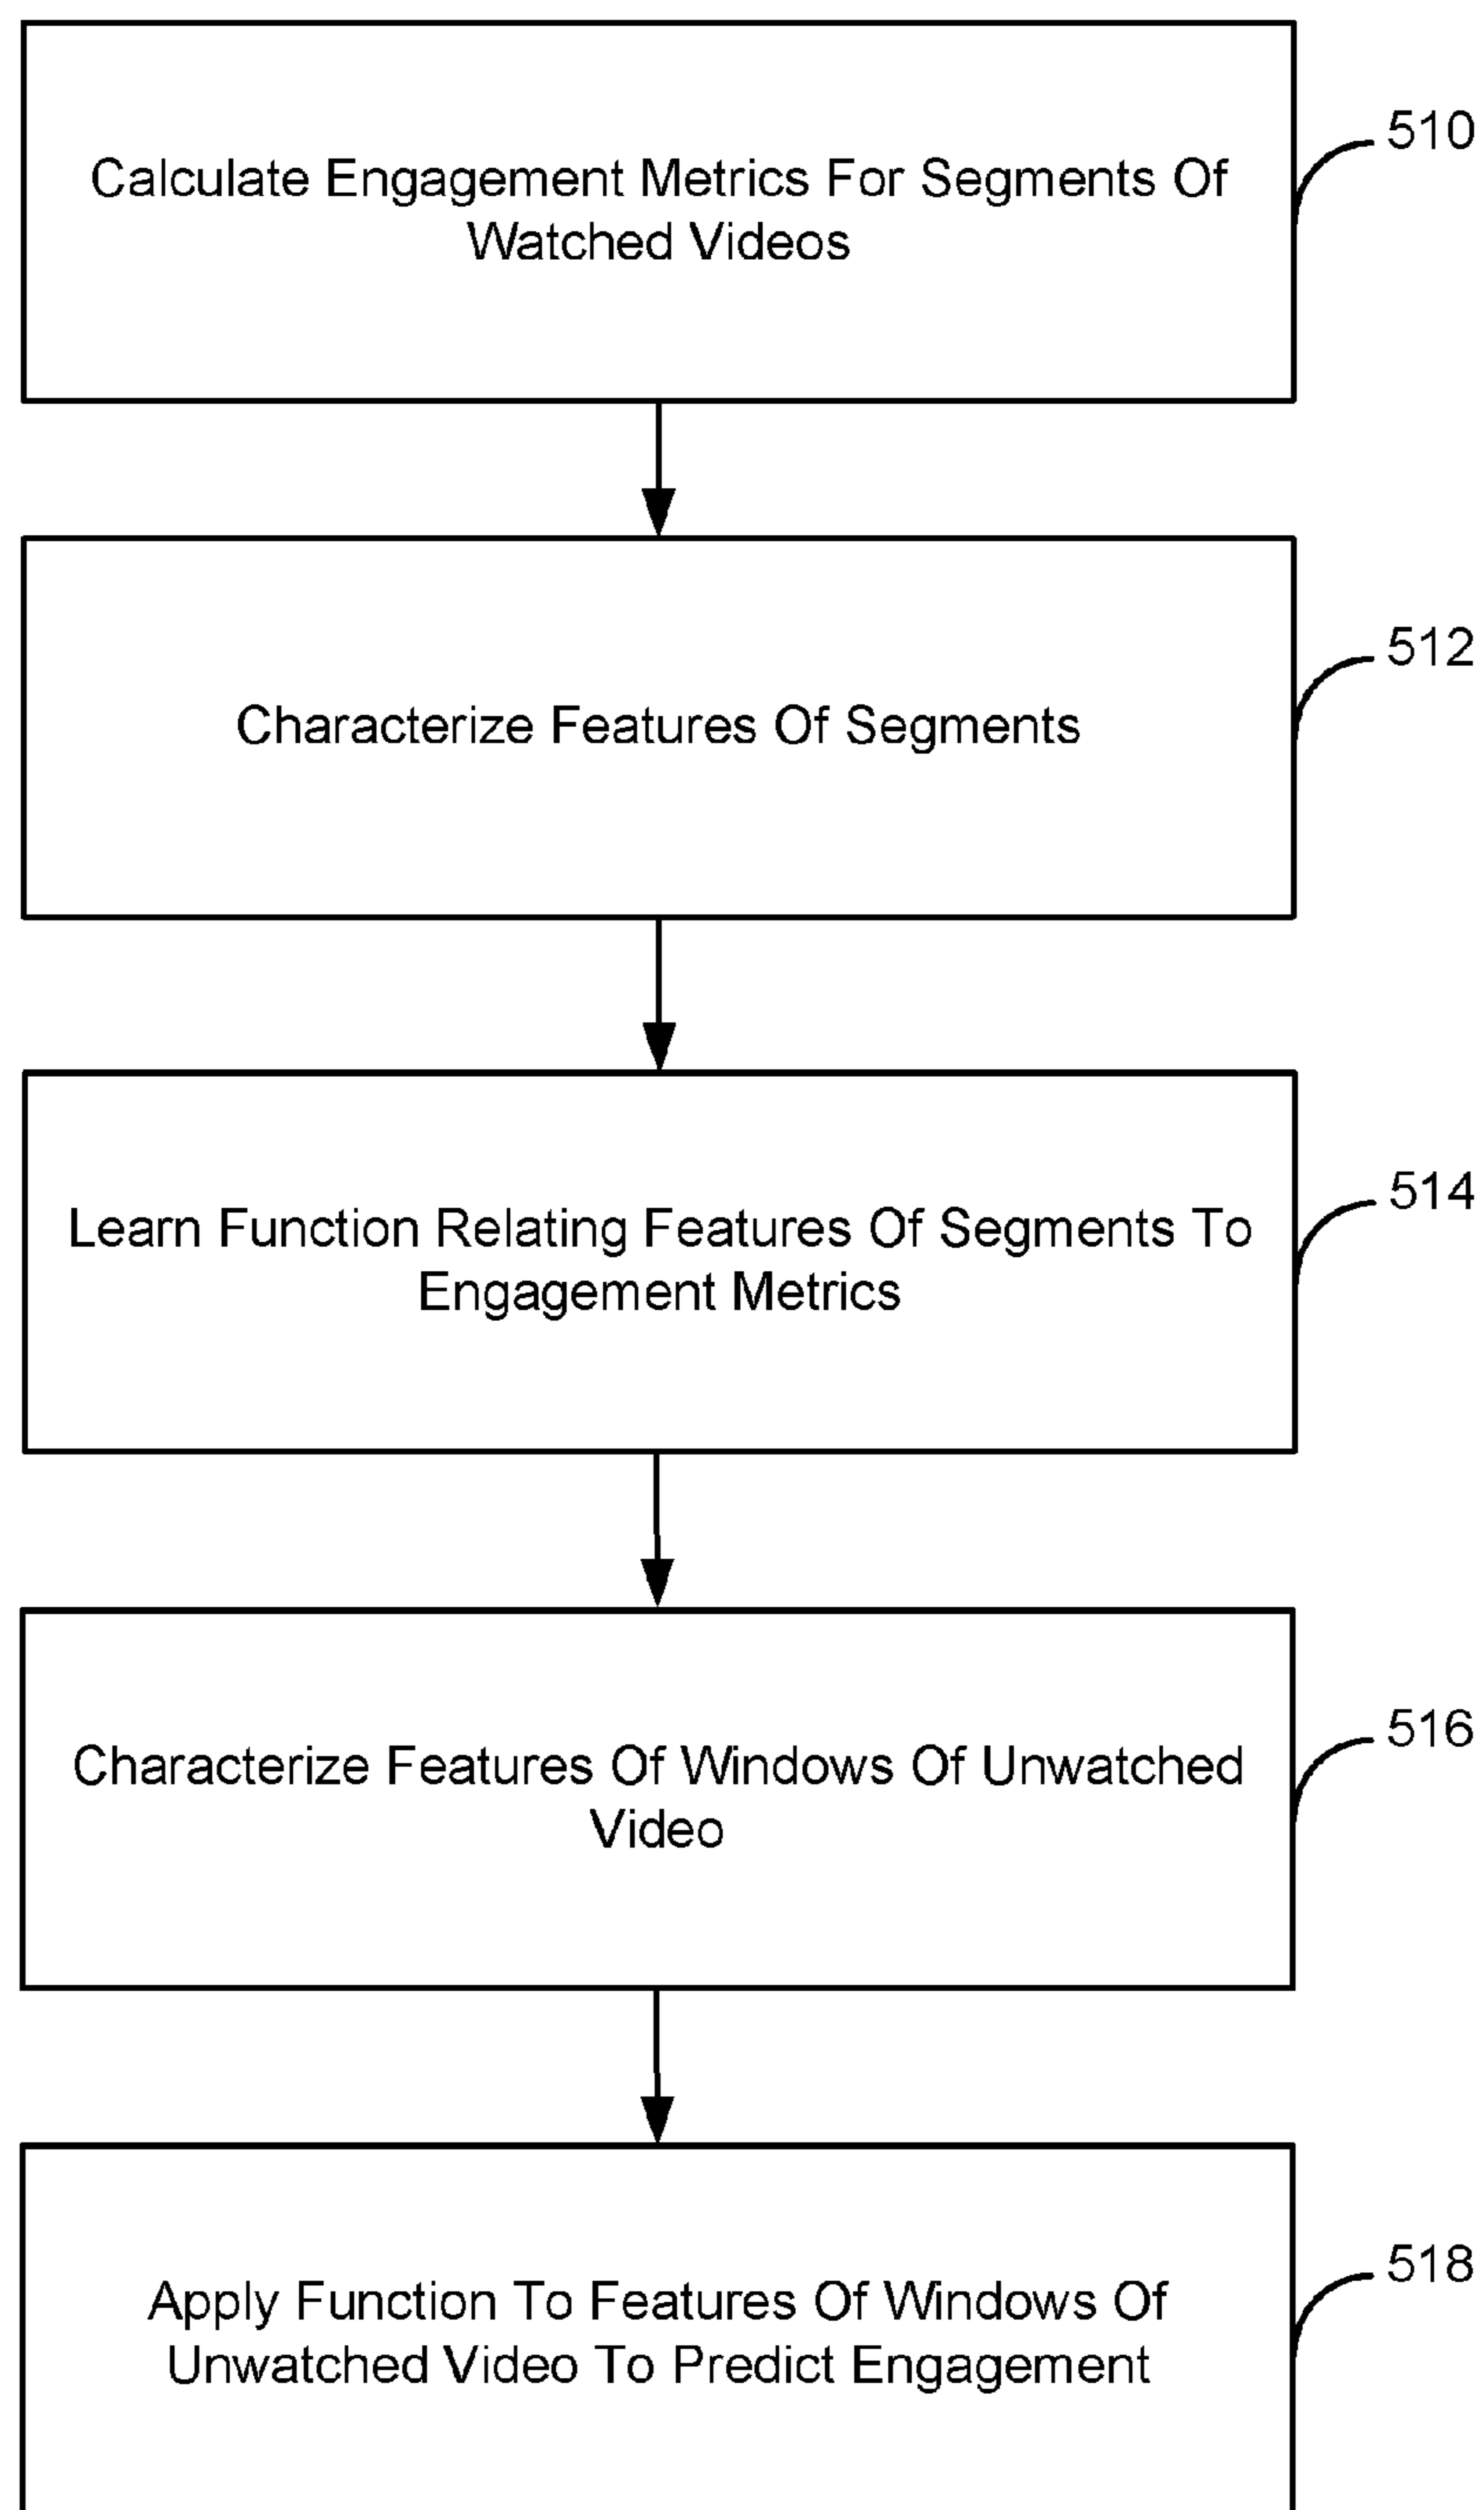 510
Calculate Engagement Metrics For Segments Of
Watched Videos
512
Characterize Features Of Segments
514
Learn Function Relating Features Of Segments To
Engagement Metrics
516
Characterize Features Of Windows Of Unwatched
Video
518
Apply Function To Features Of Windows Of
Unwatched Video To Predict Engagement